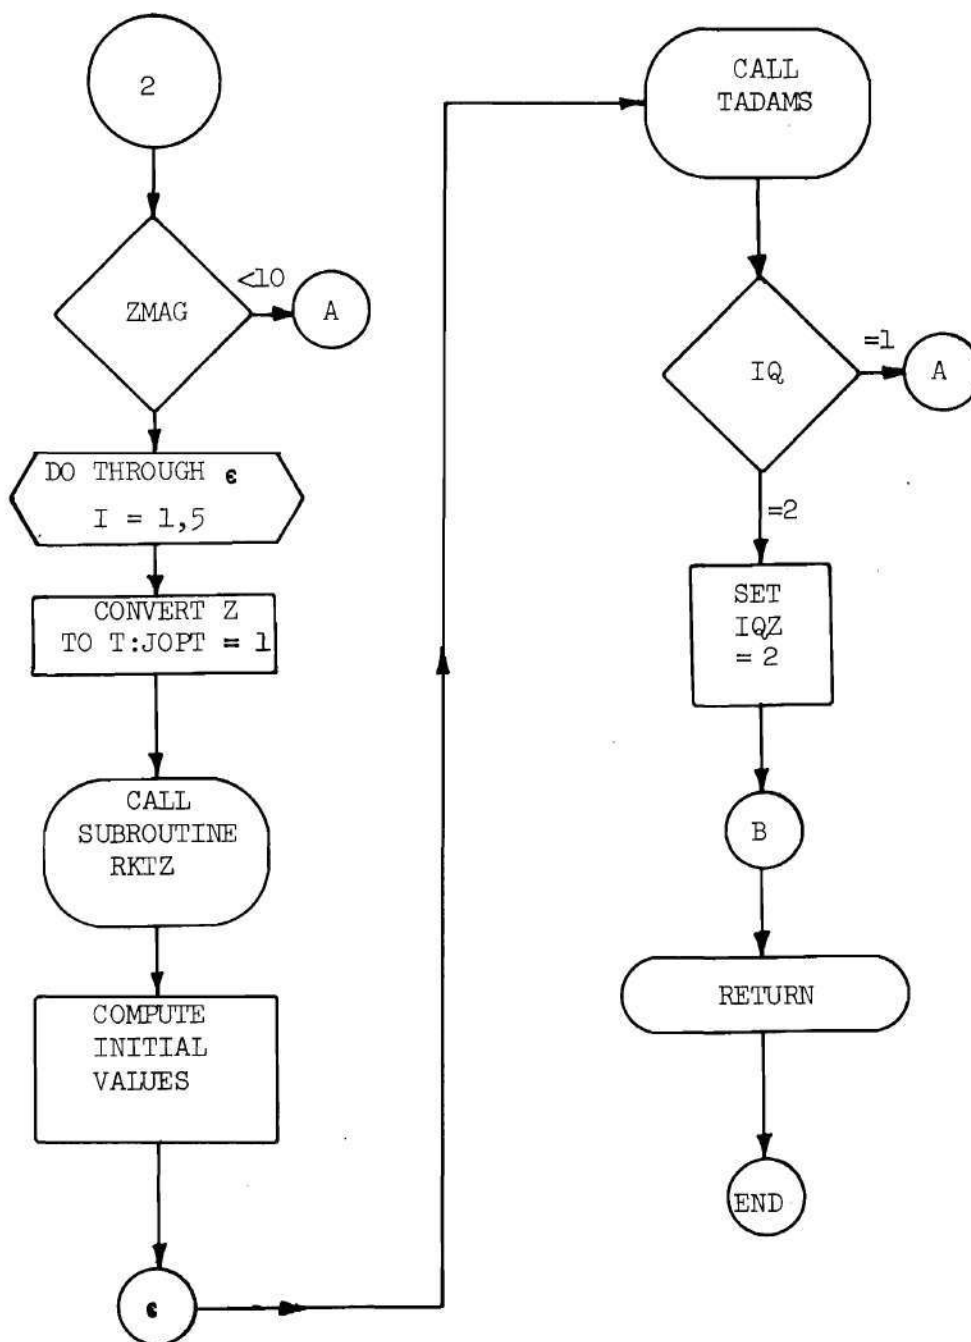 2
ZMAG
<10
A
DO THROUGH ε
I = 1,5
CONVERT Z
TO T:JOPT = 1
CALL
SUBROUTINE
RKTZ
COMPUTE
INITIAL
VALUES
ε
CALL
TADAMS
IQ
=1
A
=2
SET
IQZ
= 2
B
RETURN
END